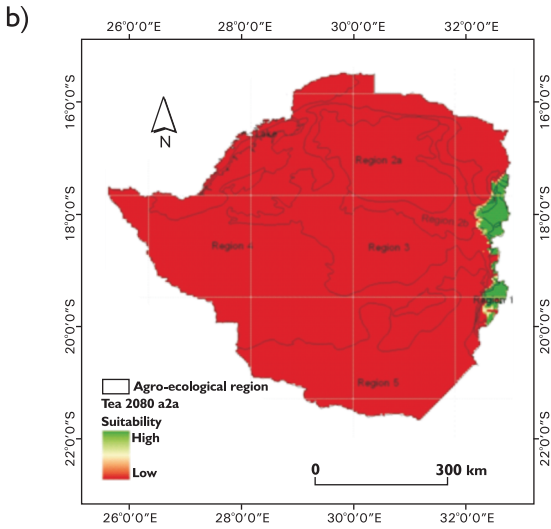 b)
26°0'0"E 28°0'0"E 30°0'0"E 32°0'0"E
16°0'0"S 16°0'0"S
18°0'0"S 18°0'0"S
20°0'0"S 20°0'0"S
22°0'0"S 22°0'0"S
N
Region 2a
Region 2b
Region 4
Region 3
Region 1
Region 5
Agro-ecological region
Tea 2080 a2a
Suitability
High
Low
0 300 km
26°0'0"E 28°0'0"E 30°0'0"E 32°0'0"E